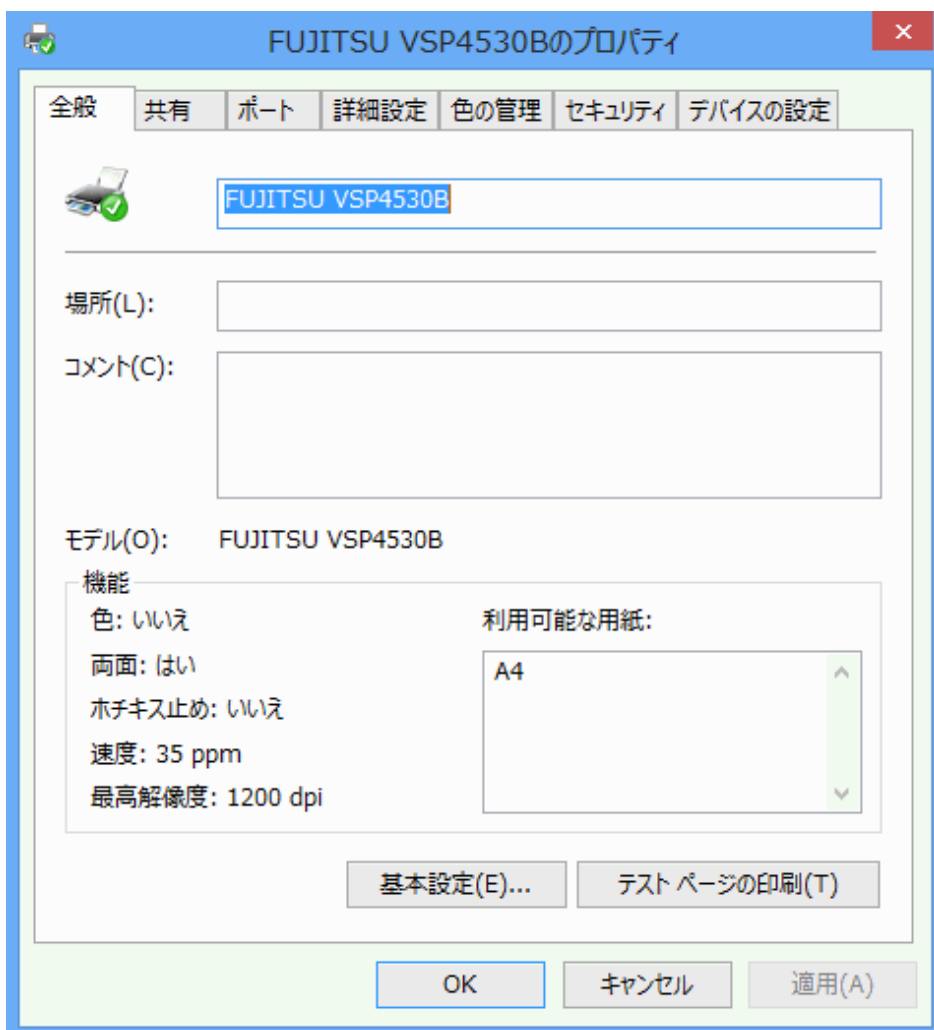 FUJITSU VSP4530Bのプロパティ
全般 共有 ポート 詳細設定 色の管理 セキュリティ デバイスの設定
FUJITSU VSP4530B
場所(L):
コメント(C):
モデル(O): FUJITSU VSP4530B
機能
色: いいえ 利用可能な用紙:
両面: はい A4
ホチキス止め: いいえ
速度: 35 ppm
最高解像度: 1200 dpi
基本設定(E)... テスト ページの印刷(T)
OK キャンセル 適用(A)